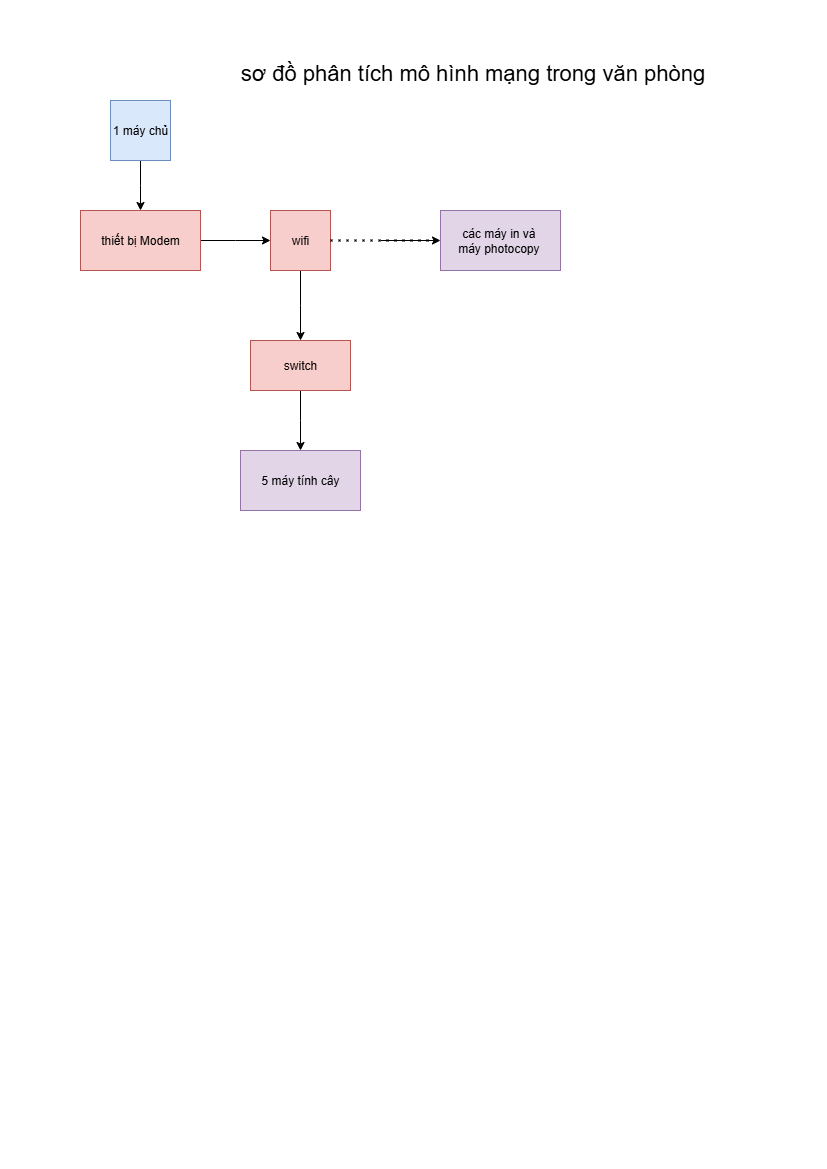 sơ đồ phân tích mô hình mạng trong văn phòng
1 máy chủ
thiết bị Modem
wifi
các máy in và
máy photocopy
switch
5 máy tính cây